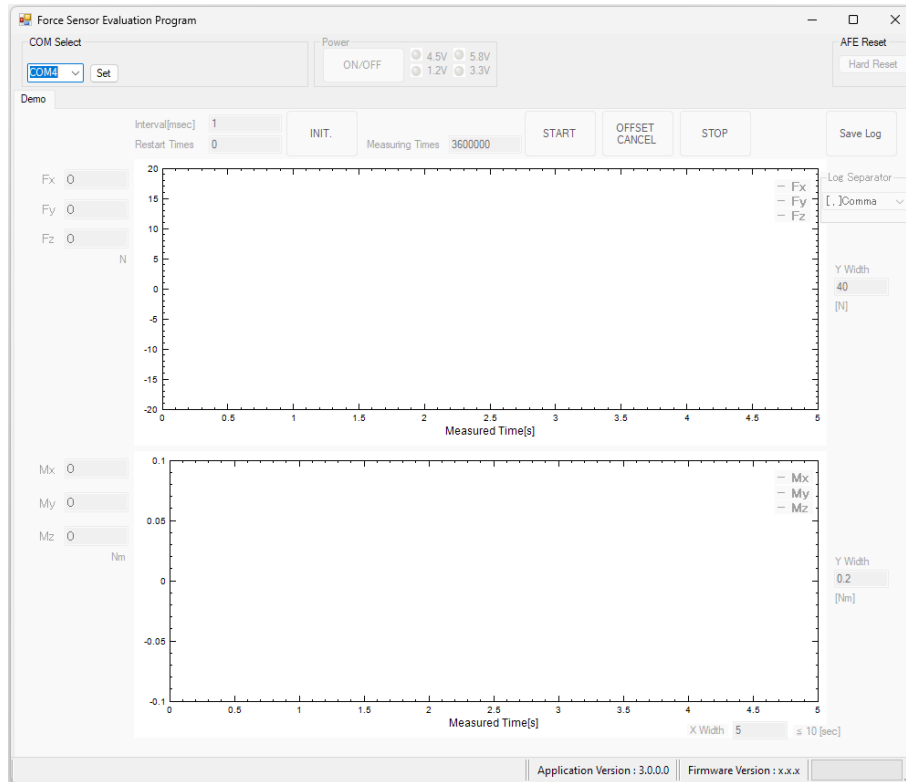 Force Sensor Evaluation Program
COM Select
Power
AFE Reset
COM4
Set
ON/OFF
4.5V
5.8V
1.2V
3.3V
Hard Reset
Demo
Interval[msec]
1
Restart Times
0
INIT.
Measuring Times
3600000
START
OFFSET
CANCEL
STOP
Save Log
Fx 0
Fy 0
Fz 0
N
20
15
10
5
0
-5
-10
-15
-20
Fx
Fy
Fz
0 0.5 1 1.5 2 2.5 3 3.5 4 4.5 5
Measured Time[s]
Log Separator
[ , ]Comma
Y Width
40
[N]
Mx 0
My 0
Mz 0
Nm
0.1
0.05
0
-0.05
-0.1
Mx
My
Mz
0 0.5 1 1.5 2 2.5 3 3.5 4 4.5 5
Measured Time[s]
Y Width
0.2
[Nm]
X Width 5 ≤ 10 [sec]
Application Version : 3.0.0.0
Firmware Version : x.x.x